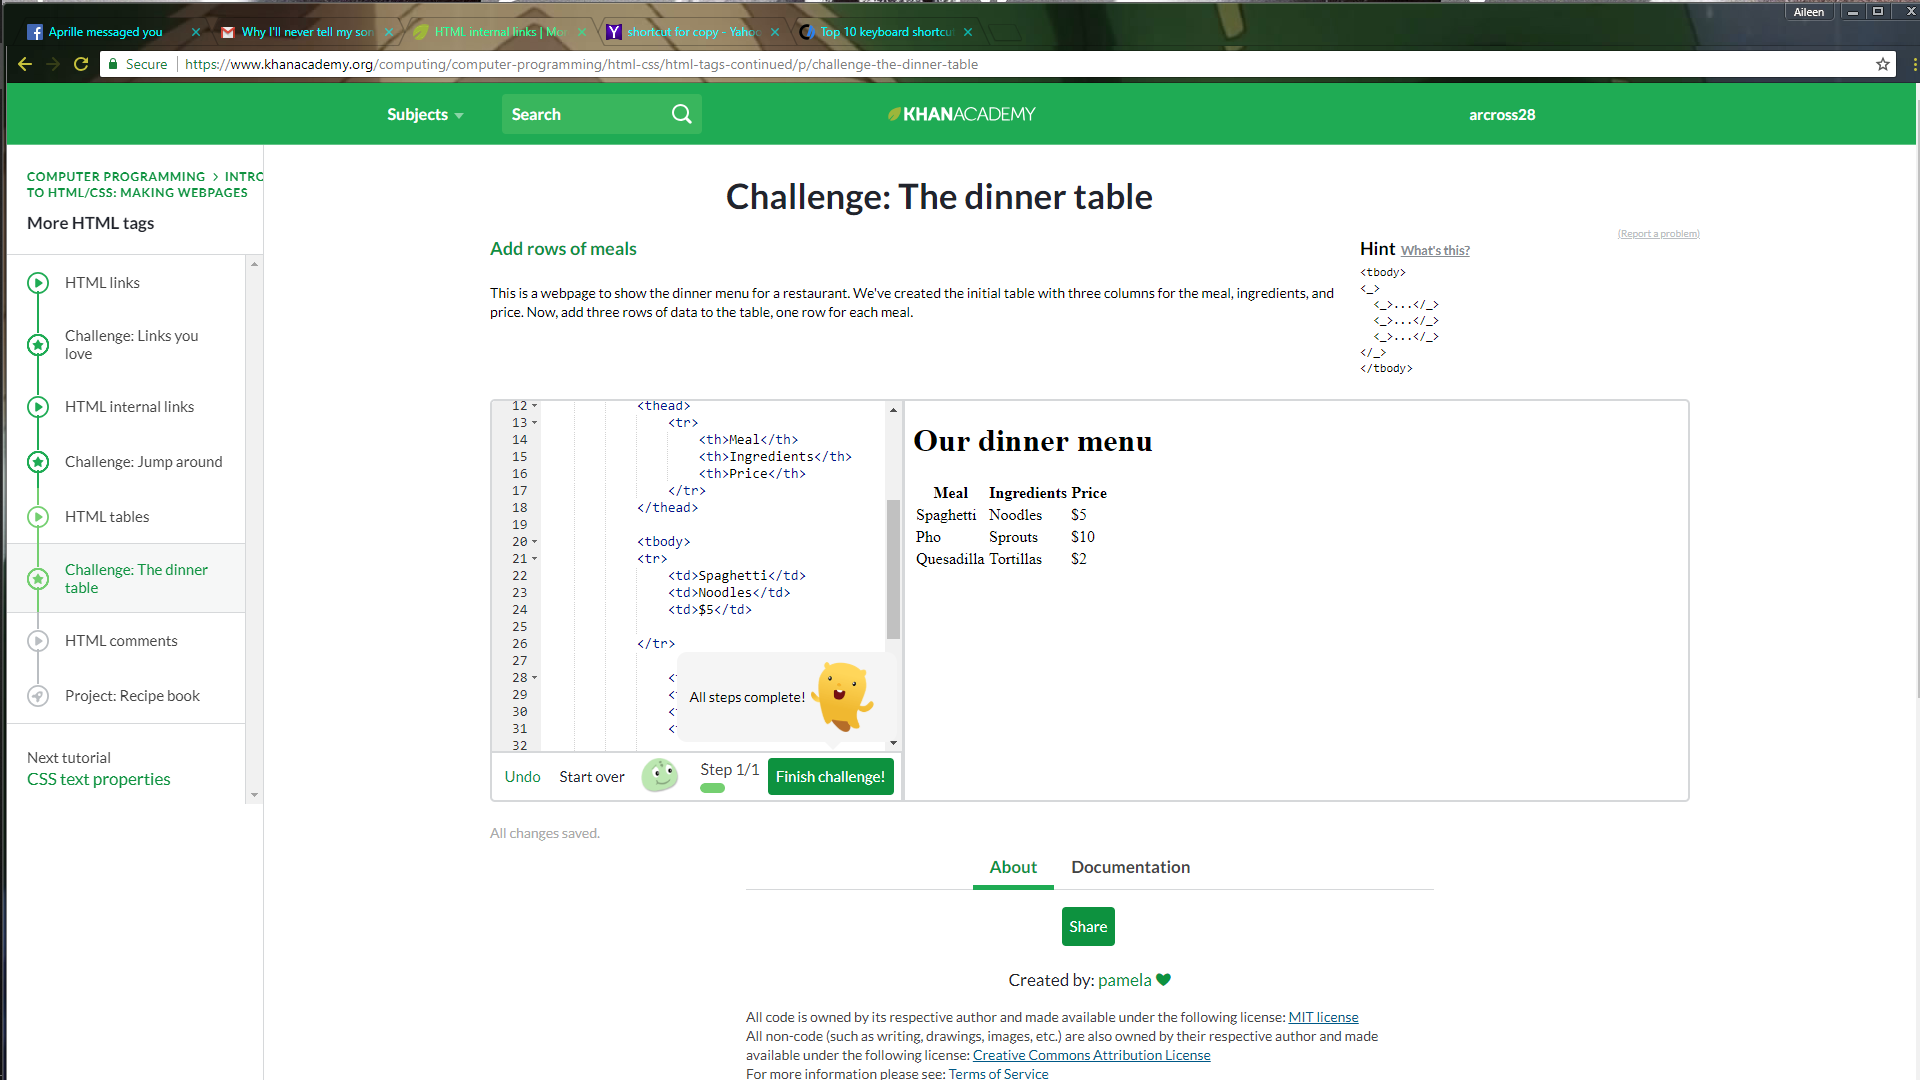 Aileen
Aprille messaged you
Why I'll never tell my son
HTML internal links | Mor
shortcut for copy - Yahoo
Top 10 keyboard shortcut
Secure
https://www.khanacademy.org/computing/computer-programming/html-css/html-tags-continued/p/challenge-the-dinner-table
Subjects
Search
KHANACADEMY
arcross28
COMPUTER PROGRAMMING > INTRO
TO HTML/CSS: MAKING WEBPAGES
More HTML tags
HTML links
Challenge: Links you
love
HTML internal links
Challenge: Jump around
HTML tables
Challenge: The dinner
table
HTML comments
Project: Recipe book
Next tutorial
CSS text properties
Challenge: The dinner table
(Report a problem)
Add rows of meals
This is a webpage to show the dinner menu for a restaurant. We've created the initial table with three columns for the meal, ingredients, and
price. Now, add three rows of data to the table, one row for each meal.
Hint What's this?
<tbody>
<_>
<_>...</_>
<_>...</_>
<_>...</_>
</_>
</tbody>
12 <thead>
13 <tr>
14 <th>Meal</th>
15 <th>Ingredients</th>
16 <th>Price</th>
17 </tr>
18 </thead>
19
20 <tbody>
21 <tr>
22 <td>Spaghetti</td>
23 <td>Noodles</td>
24 <td>$5</td>
25
26 </tr>
27
28 <
29 <
30 <
31 <
32
All steps complete!
Undo
Start over
Step 1/1
Finish challenge!
Our dinner menu
Meal Ingredients Price
Spaghetti Noodles $5
Pho Sprouts $10
Quesadilla Tortillas $2
All changes saved.
About
Documentation
Share
Created by: pamela
All code is owned by its respective author and made available under the following license: MIT license
All non-code (such as writing, drawings, images, etc.) are also owned by their respective author and made
available under the following license: Creative Commons Attribution License
For more information please see: Terms of Service